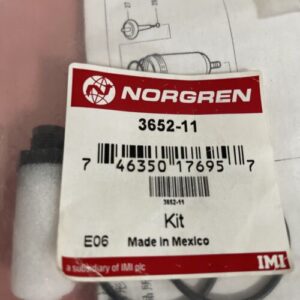 NORGREN
3652-11
7 46350 17695 7
3652-11
Kit
E06 Made in Mexico
a subsidiary of IMI plc IMI